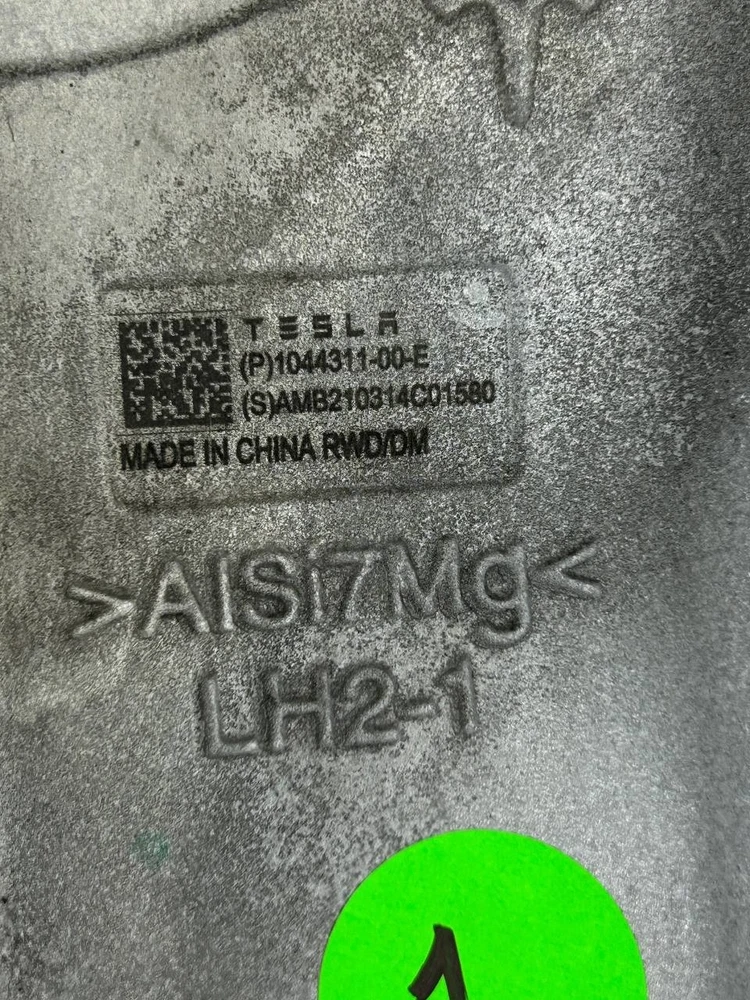 TESLA
(P)1044311-00-E
(S)AMB210314C01580
MADE IN CHINA RWD/DM
>AlSi7Mg<
LH2-1
1